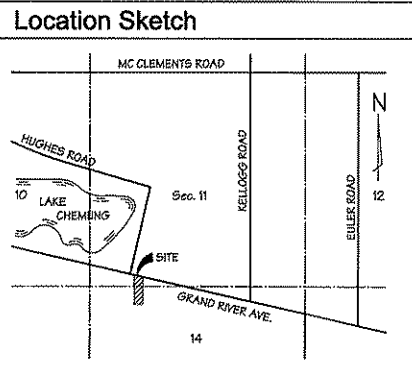 Location Sketch
MC CLEMENTS ROAD
N
HUGHES ROAD
KELLOGG ROAD
EULER ROAD
10
LAKE
CHEMUNG
Sec. 11
12
SITE
GRAND RIVER AVE.
14